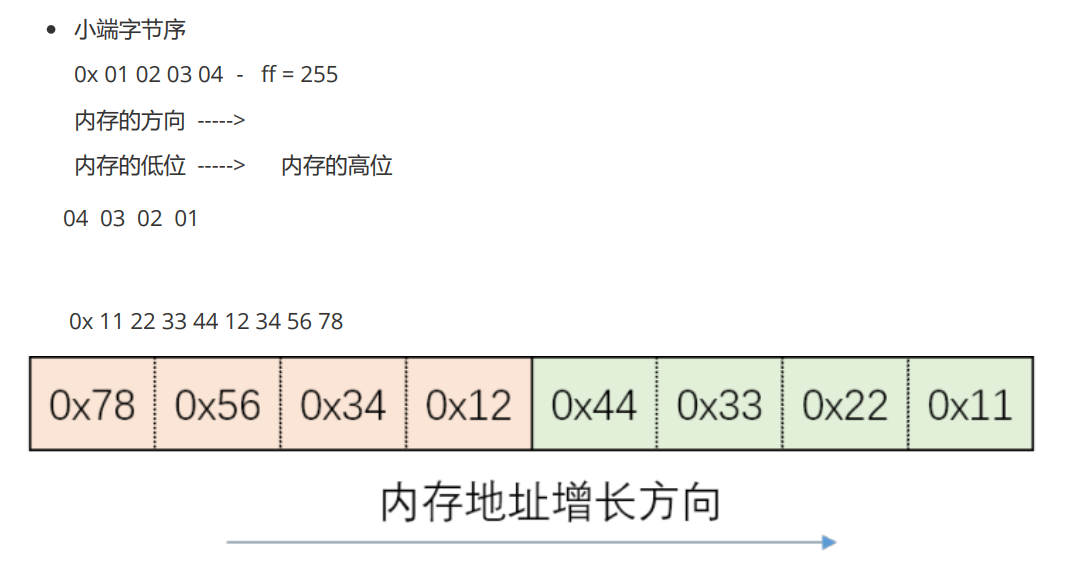 小端字节序
0x 01 02 03 04 - ff = 255
内存的方向 ----->
内存的低位 -----> 内存的高位
04 03 02 01
0x 11 22 33 44 12 34 56 78
0x78 0x56 0x34 0x12 0x44 0x33 0x22 0x11
内存地址增长方向